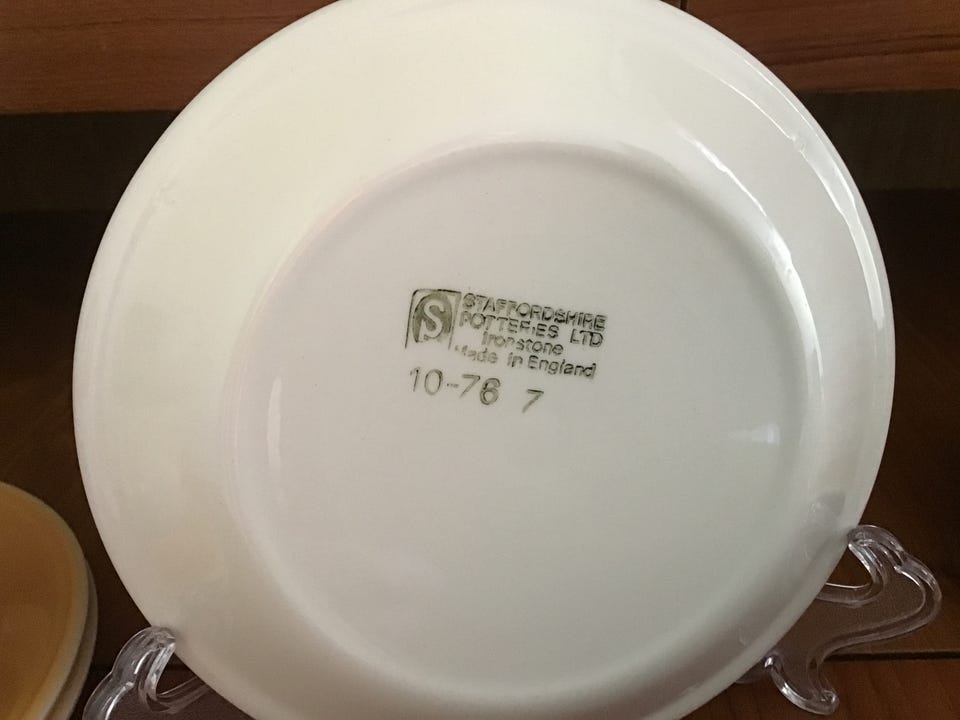 S
STAFFORDSHIRE
POTTERIES LTD
Ironstone
Made in England
10-76 7